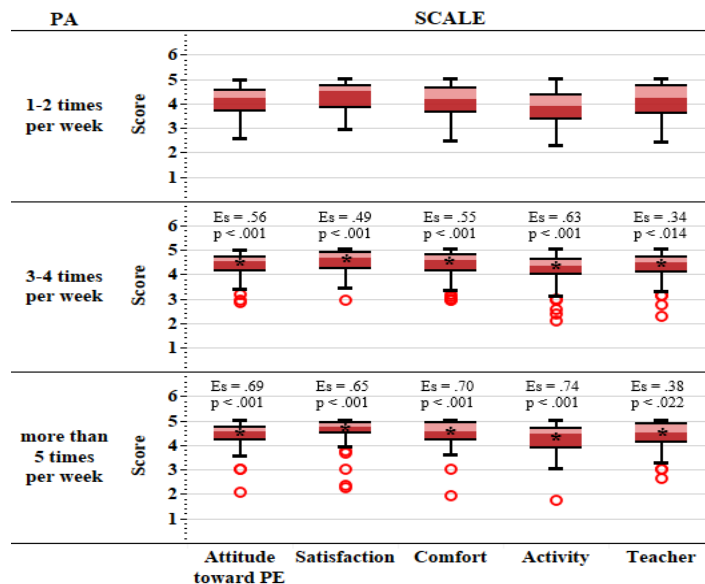 PA SCALE
6
5
4
3
2
1
1-2 times
per week
Score
Es = .56 Es = .49 Es = .55 Es = .63 Es = .34
p < .001 p < .001 p < .001 p < .001 p < .014
6
5
4
3
2
1
3-4 times
per week
Score
* * * * *
Es = .69 Es = .65 Es = .70 Es = .74 Es = .38
p < .001 p < .001 p < .001 p < .001 p < .022
6
5
4
3
2
1
more than
5 times
per week
Score
* * * * *
Attitude Satisfaction Comfort Activity Teacher
toward PE